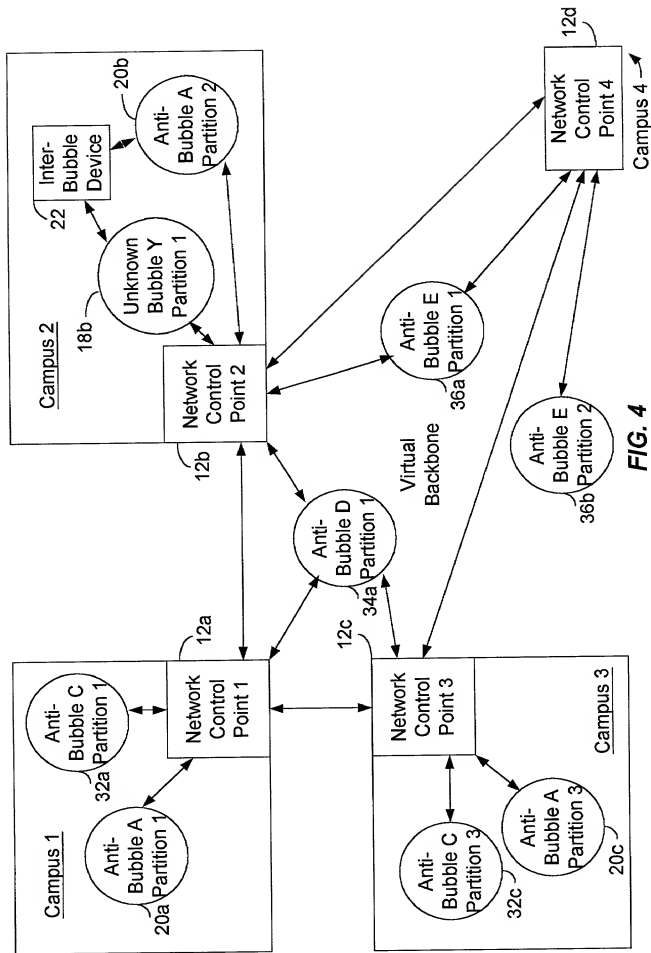 Campus 1
Anti-
Bubble A
Partition 1
20a
Anti-
Bubble C
Partition 1
32a
Network
Control
Point 1
12a
Campus 2
Unknown
Bubble Y
Partition 1
18b
Inter-
Bubble
Device
22
Anti-
Bubble A
Partition 2
20b
Network
Control
Point 2
12b
Anti-
Bubble D
Partition 1
34a
Virtual
Backbone
Anti-
Bubble E
Partition 1
36a
Anti-
Bubble E
Partition 2
36b
Network
Control
Point 3
12c
Campus 3
Anti-
Bubble C
Partition 3
32c
Anti-
Bubble A
Partition 3
20c
Network
Control
Point 4
12d
Campus 4
FIG. 4